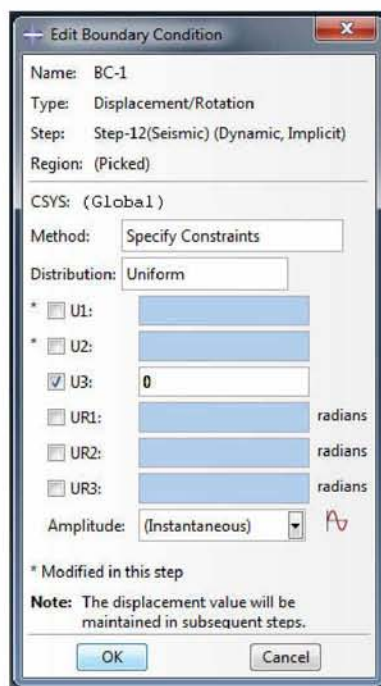 Edit Boundary Condition
X
Name: BC-1
Type: Displacement/Rotation
Step: Step-12(Seismic) (Dynamic, Implicit)
Region: (Picked)
CSYS: (Global)
Method: Specify Constraints
Distribution: Uniform
* U1:
* U2:
U3: 0
UR1: radians
UR2: radians
UR3: radians
Amplitude: (Instantaneous)
* Modified in this step
Note: The displacement value will be
maintained in subsequent steps.
OK Cancel